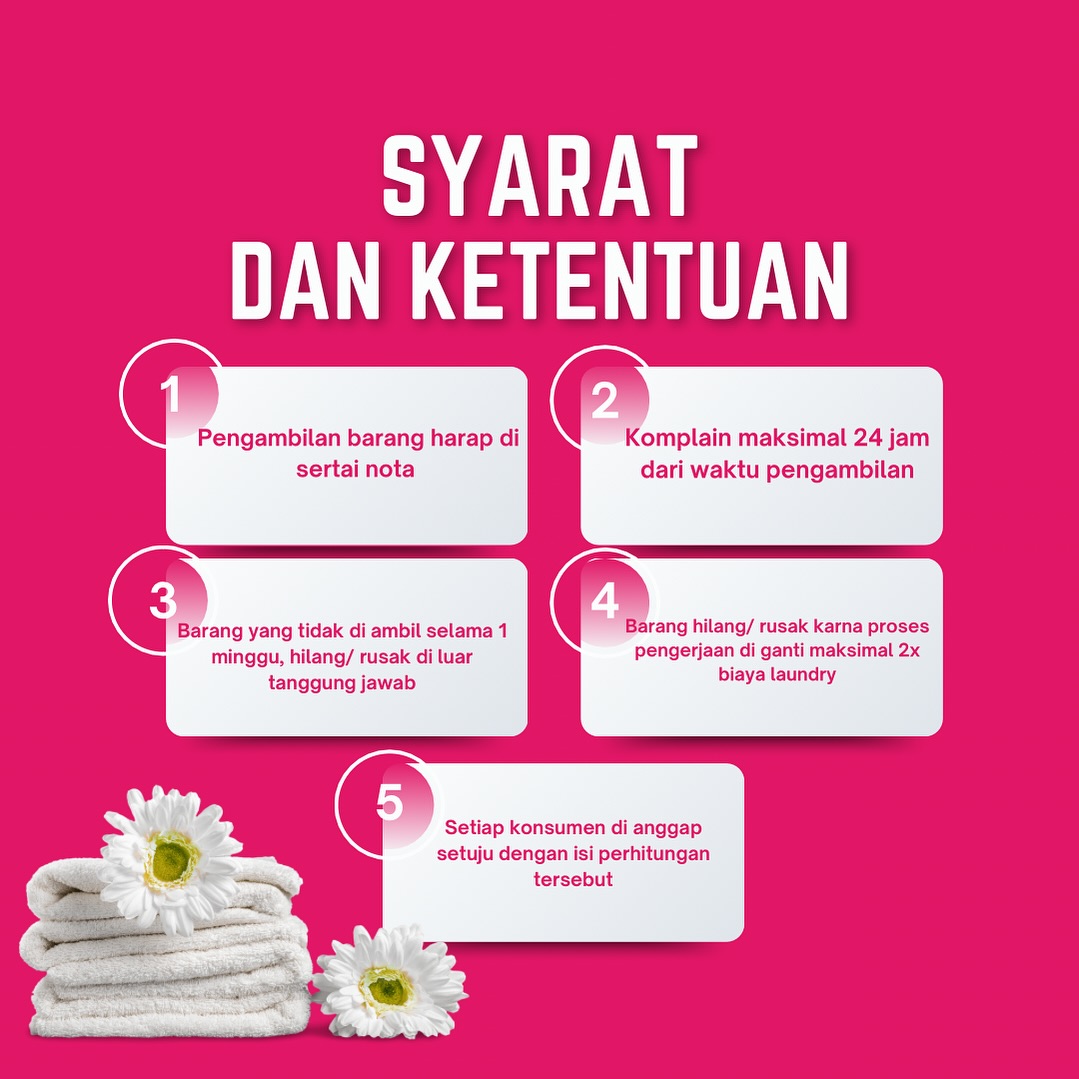 SYARAT
DAN KETENTUAN
1
Pengambilan barang harap di
sertai nota
2
Komplain maksimal 24 jam
dari waktu pengambilan
3
Barang yang tidak di ambil selama 1
minggu, hilang/ rusak di luar
tanggung jawab
4
Barang hilang/ rusak karna proses
pengerjaan di ganti maksimal 2x
biaya laundry
5
Setiap konsumen di anggap
setuju dengan isi perhitungan
tersebut